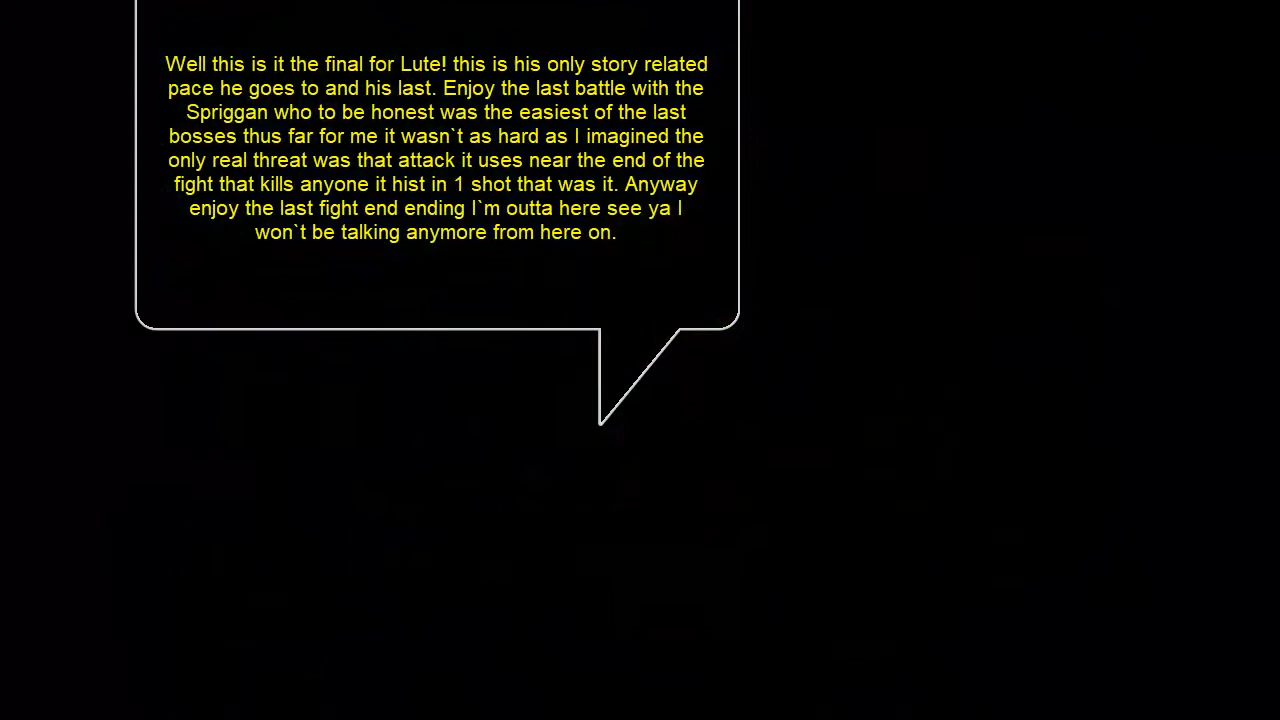 Well this is it the final for Lute! this is his only story related
pace he goes to and his last. Enjoy the last battle with the
Spriggan who to be honest was the easiest of the last
bosses thus far for me it wasn`t as hard as I imagined the
only real threat was that attack it uses near the end of the
fight that kills anyone it hist in 1 shot that was it. Anyway
enjoy the last fight end ending I`m outta here see ya I
won`t be talking anymore from here on.